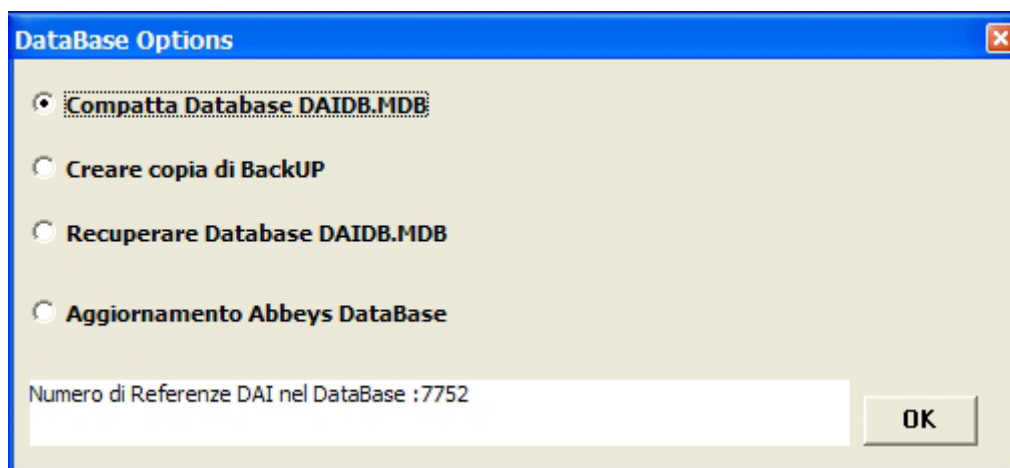 DataBase Options
Compatta Database DAIDB.MDB
Creare copia di BackUP
Recuperare Database DAIDB.MDB
Aggiornamento Abbeys DataBase
Numero di Referenze DAI nel DataBase :7752
OK